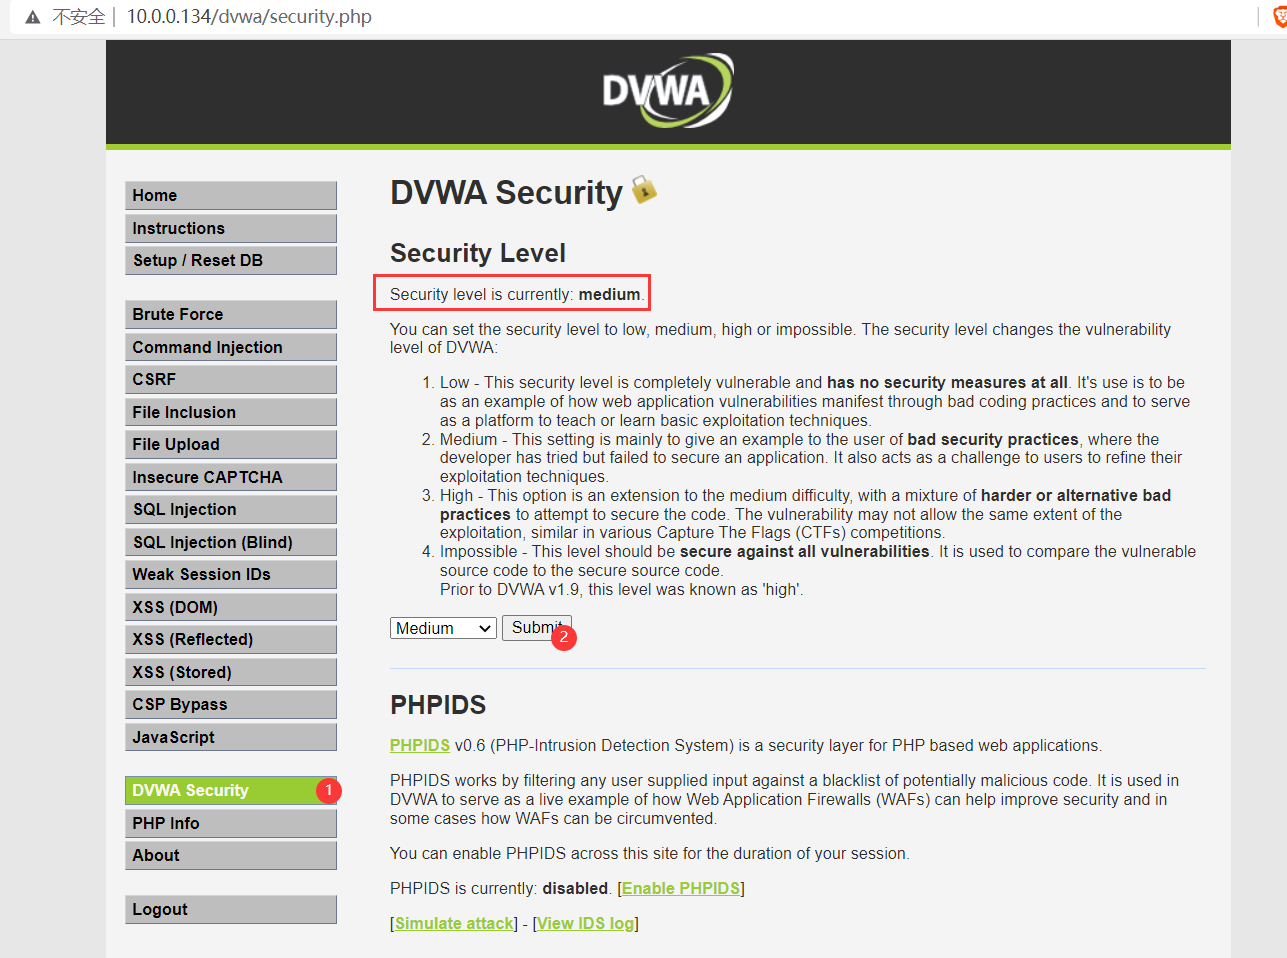 不安全 10.0.0.134/dvwa/security.php
DVWA
Home
Instructions
Setup / Reset DB
Brute Force
Command Injection
CSRF
File Inclusion
File Upload
Insecure CAPTCHA
SQL Injection
SQL Injection (Blind)
Weak Session IDs
XSS (DOM)
XSS (Reflected)
XSS (Stored)
CSP Bypass
JavaScript
DVWA Security 1
PHP Info
About
Logout
DVWA Security
Security Level
Security level is currently: medium.
You can set the security level to low, medium, high or impossible. The security level changes the vulnerability
level of DVWA:
1. Low - This security level is completely vulnerable and has no security measures at all. It's use is to be
as an example of how web application vulnerabilities manifest through bad coding practices and to serve
as a platform to teach or learn basic exploitation techniques.
2. Medium - This setting is mainly to give an example to the user of bad security practices, where the
developer has tried but failed to secure an application. It also acts as a challenge to users to refine their
exploitation techniques.
3. High - This option is an extension to the medium difficulty, with a mixture of harder or alternative bad
practices to attempt to secure the code. The vulnerability may not allow the same extent of the
exploitation, similar in various Capture The Flags (CTFs) competitions.
4. Impossible - This level should be secure against all vulnerabilities. It is used to compare the vulnerable
source code to the secure source code.
Prior to DVWA v1.9, this level was known as 'high'.
Medium Submit 2
PHPIDS
PHPIDS v0.6 (PHP-Intrusion Detection System) is a security layer for PHP based web applications.
PHPIDS works by filtering any user supplied input against a blacklist of potentially malicious code. It is used in
DVWA to serve as a live example of how Web Application Firewalls (WAFs) can help improve security and in
some cases how WAFs can be circumvented.
You can enable PHPIDS across this site for the duration of your session.
PHPIDS is currently: disabled. [Enable PHPIDS]
[Simulate attack] - [View IDS log]